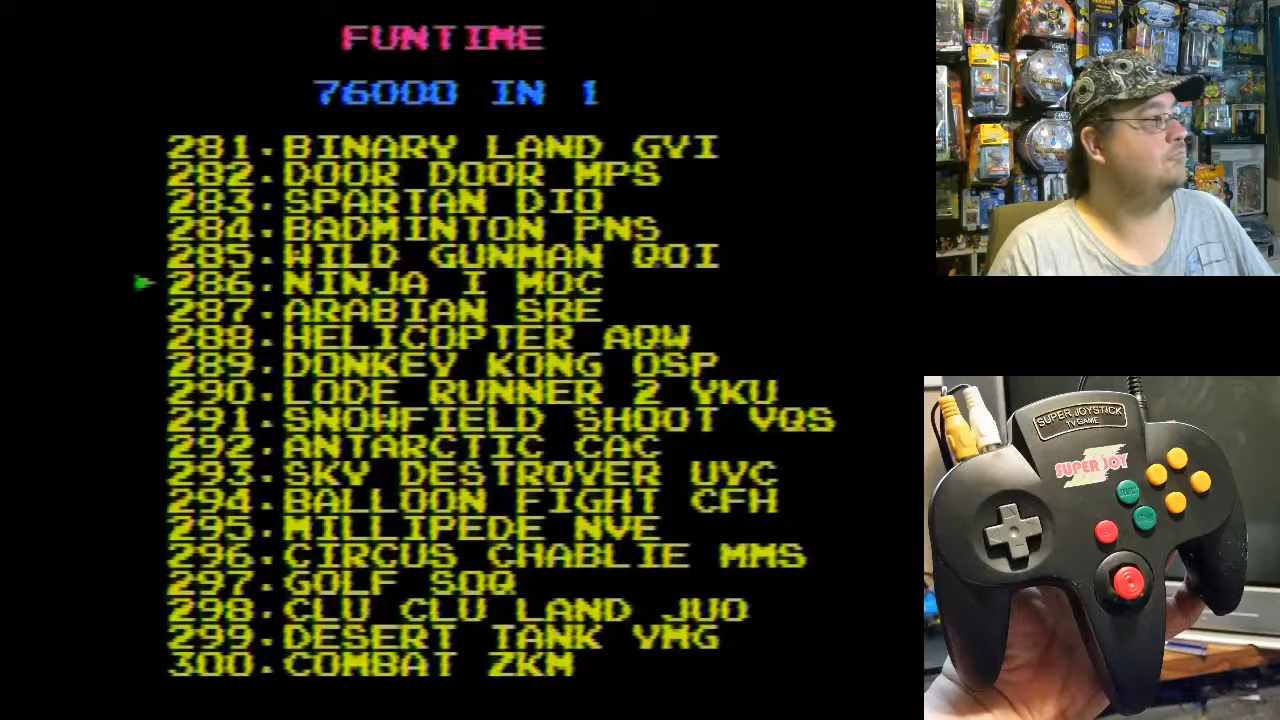 FUNTIME
76000 IN 1
281.BINARY LAND GVI
282.DOOR DOOR MPS
283.SPARTAN DID
284.BADMINTON PNS
285.WILD GUNMAN QOI
286.NINJA I MOC
287.ARABIAN SRE
288.HELICOPTER AQW
289.DONKEY KONG OSP
290.LODE RUNNER 2 YKU
291.SNOWFIELD SHOOT VQS
292.ANTARCTIC CAC
293.SKY DESTROYER UVC
294.BALLOON FIGHT CFH
295.MILLIPEDE NVE
296.CIRCUS CHABLIE MMS
297.GOLF SOQ
298.CLU CLU LAND JUO
299.DESERT TANK VMG
300.COMBAT ZKM
SUPER JOYSTICK
TV GAME
SUPER JOY